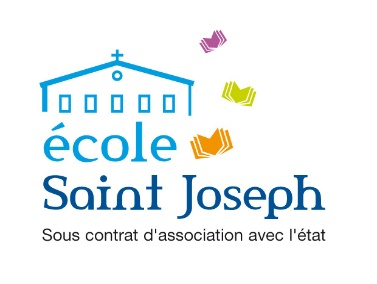 école
Saint Joseph
Sous contrat d'association avec l'état